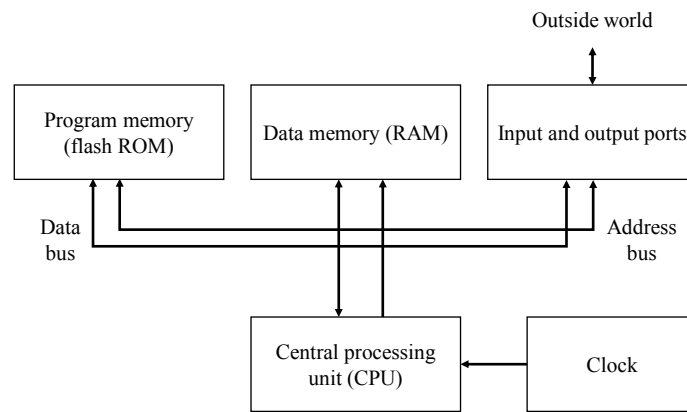 Outside world
Program memory
(flash ROM)
Data memory (RAM)
Input and output ports
Data
bus
Address
bus
Central processing
unit (CPU)
Clock